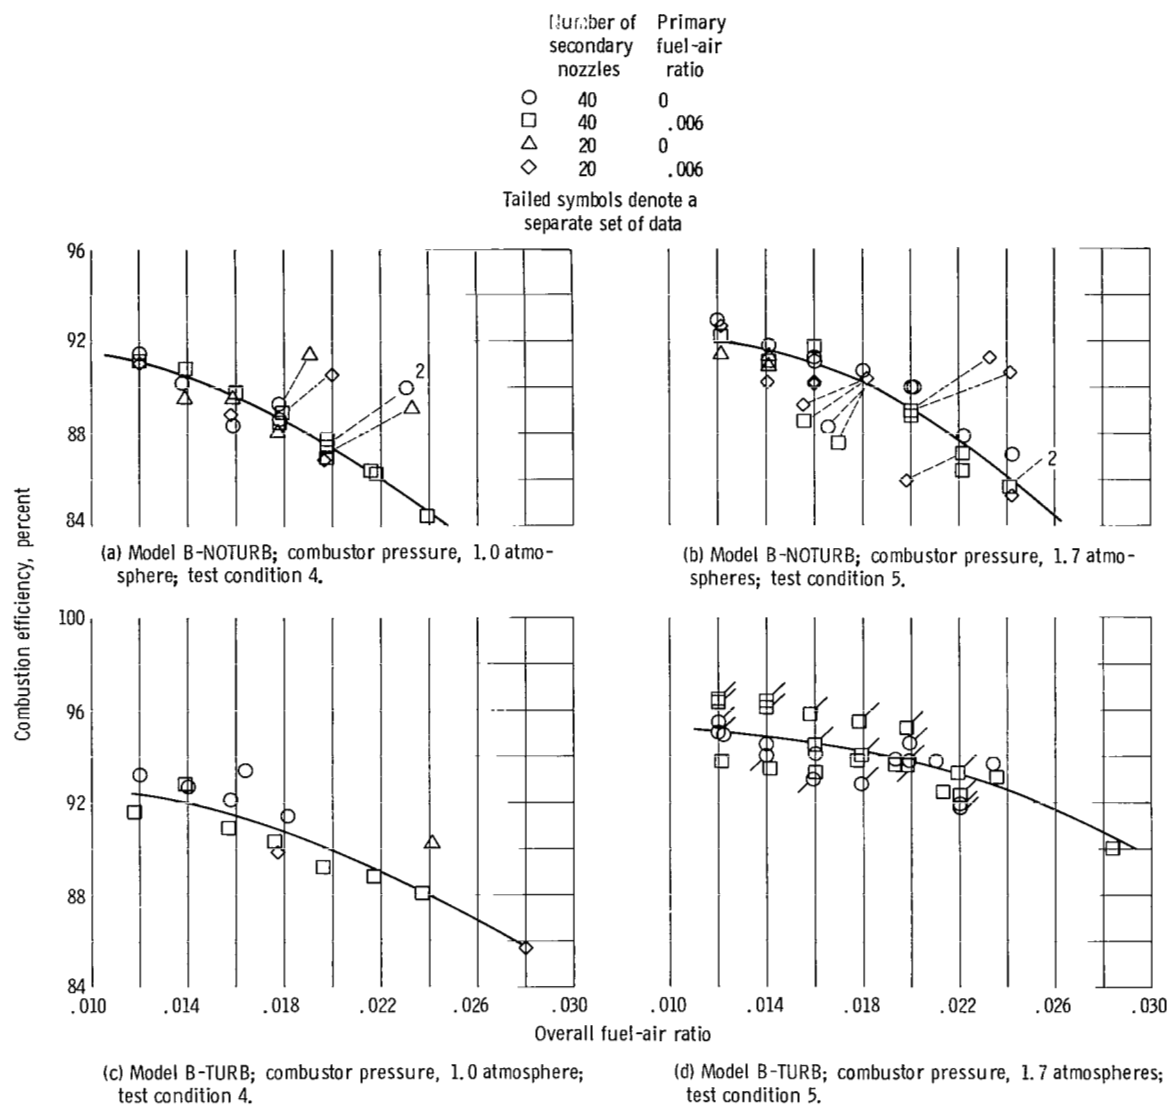 Number of Primary
secondary fuel-air
nozzles ratio
40 0
40 .006
20 0
20 .006
Tailed symbols denote a
separate set of data
96
92
88
84
2
2
(a) Model B-NOTURB; combustor pressure, 1.0 atmo-
sphere; test condition 4.
(b) Model B-NOTURB; combustor pressure, 1.7 atmo-
spheres; test condition 5.
Combustion efficiency, percent
100
96
92
88
84
.010 .014 .018 .022 .026 .030
.010 .014 .018 .022 .026 .030
Overall fuel-air ratio
(c) Model B-TURB; combustor pressure, 1.0 atmosphere;
test condition 4.
(d) Model B-TURB; combustor pressure, 1.7 atmospheres;
test condition 5.